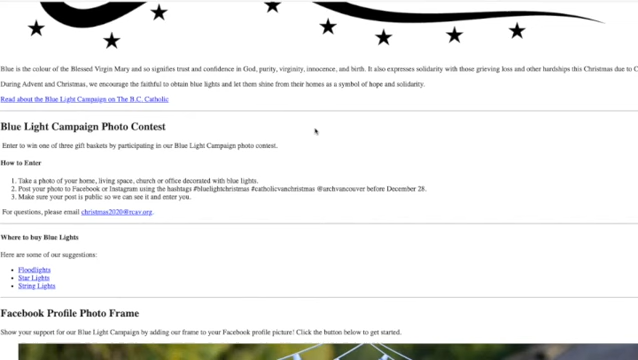 Blue is the colour of the Blessed Virgin Mary and so signifies trust and confidence in God, purity, virginity, innocence, and birth. It also expresses solidarity with those grieving loss and other hardships this Christmas due to C
During Advent and Christmas, we encourage the faithful to obtain blue lights and let them shine from their homes as a symbol of hope and solidarity.
Read about the Blue Light Campaign on The B.C. Catholic
Blue Light Campaign Photo Contest
Enter to win one of three gift baskets by participating in our Blue Light Campaign photo contest.
How to Enter
1. Take a photo of your home, living space, church or office decorated with blue lights.
2. Post your photo to Facebook or Instagram using the hashtags #bluelightchristmas #catholicvanchristmas @archvancouver before December 28.
3. Make sure your post is public so we can see it and enter you.
For questions, please email christmas2020@rcav.org.
Where to buy Blue Lights
Here are some of our suggestions:
• Floodlights
• Star Lights
• String Lights
Facebook Profile Photo Frame
Show your support for our Blue Light Campaign by adding our frame to your Facebook profile picture! Click the button below to get started.